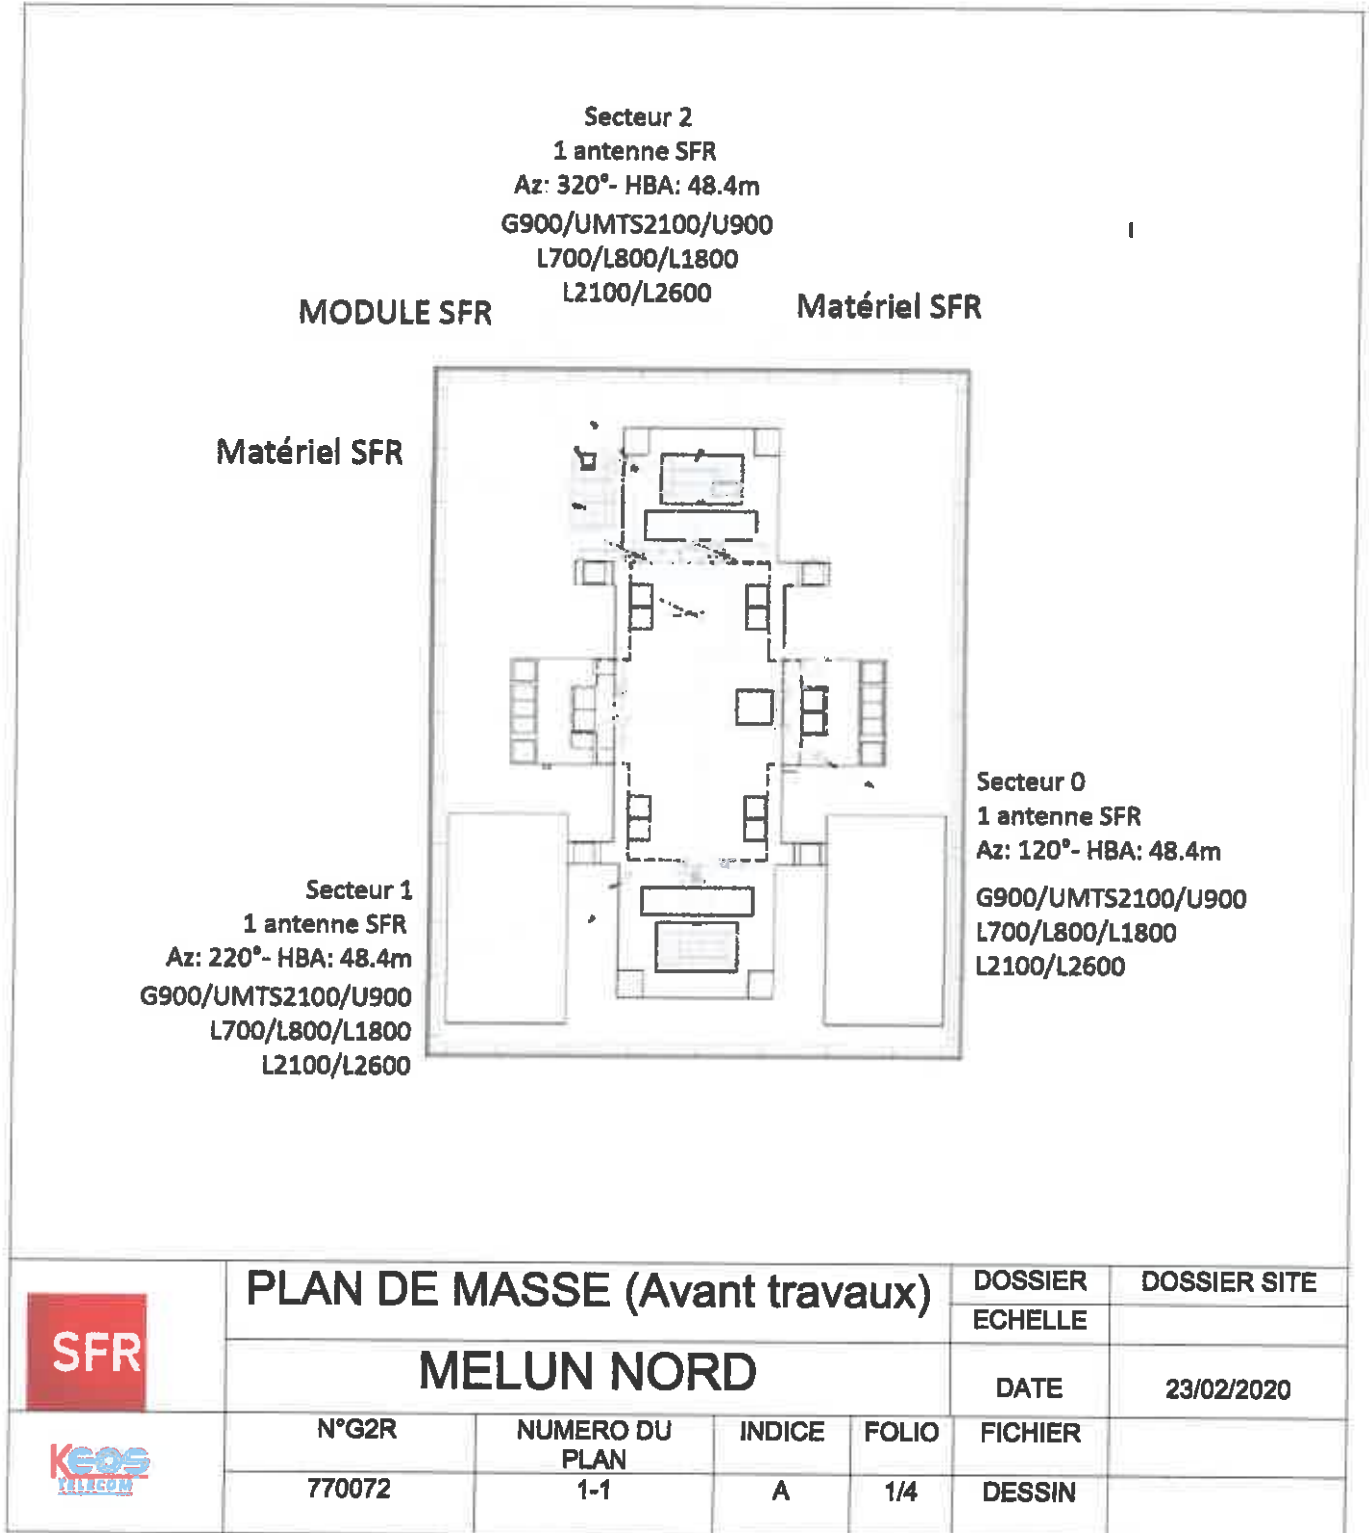 Secteur 2
1 antenne SFR
Az: 320°- HBA: 48.4m
G900/UMTS2100/U900
L700/L800/L1800
L2100/L2600
MODULE SFR
Matériel SFR
Matériel SFR
Secteur 0
1 antenne SFR
Az: 120°- HBA: 48.4m
G900/UMTS2100/U900
L700/L800/L1800
L2100/L2600
Secteur 1
1 antenne SFR
Az: 220°- HBA: 48.4m
G900/UMTS2100/U900
L700/L800/L1800
L2100/L2600
SFR
PLAN DE MASSE (Avant travaux)
DOSSIER
DOSSIER SITE
ECHELLE
MELUN NORD
DATE
23/02/2020
KEOS
TELECOM
N°G2R
NUMERO DU
PLAN
INDICE
FOLIO
FICHIER
770072
1-1
A
1/4
DESSIN